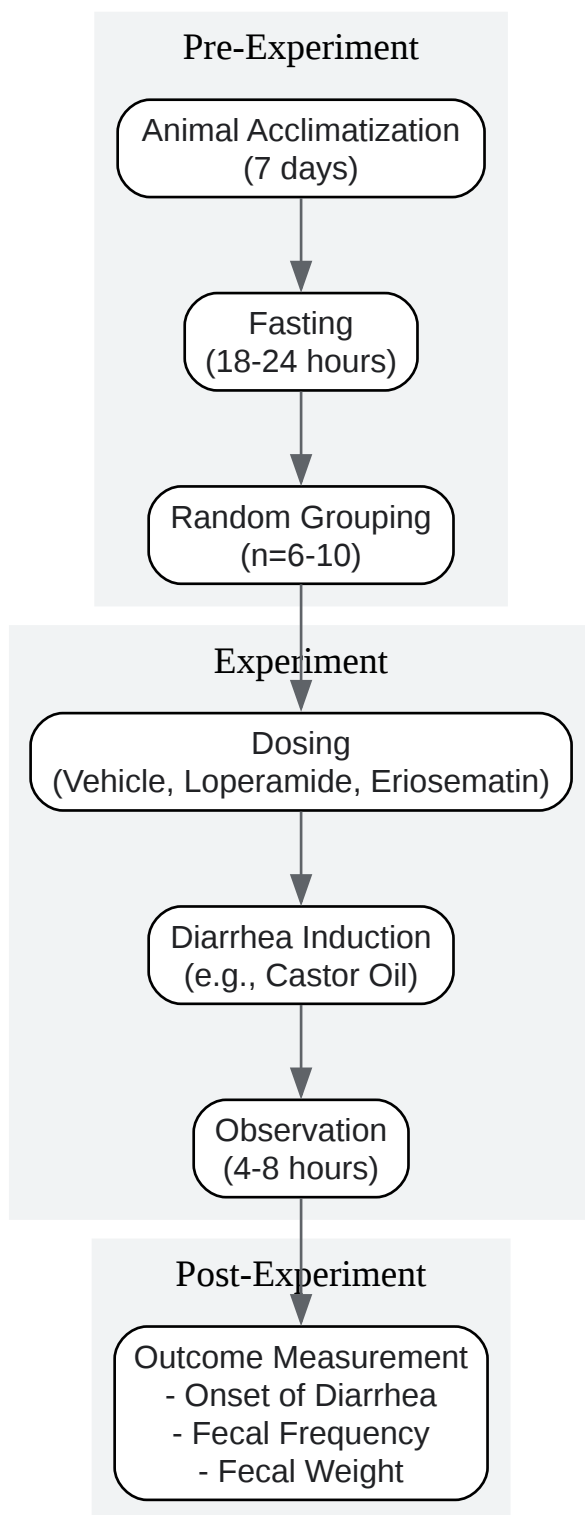 Pre-Experiment
Animal Acclimatization
(7 days)
Fasting
(18-24 hours)
Random Grouping
(n=6-10)
Experiment
Dosing
(Vehicle, Loperamide, Eriosematin)
Diarrhea Induction
(e.g., Castor Oil)
Observation
(4-8 hours)
Post-Experiment
Outcome Measurement
- Onset of Diarrhea
- Fecal Frequency
- Fecal Weight